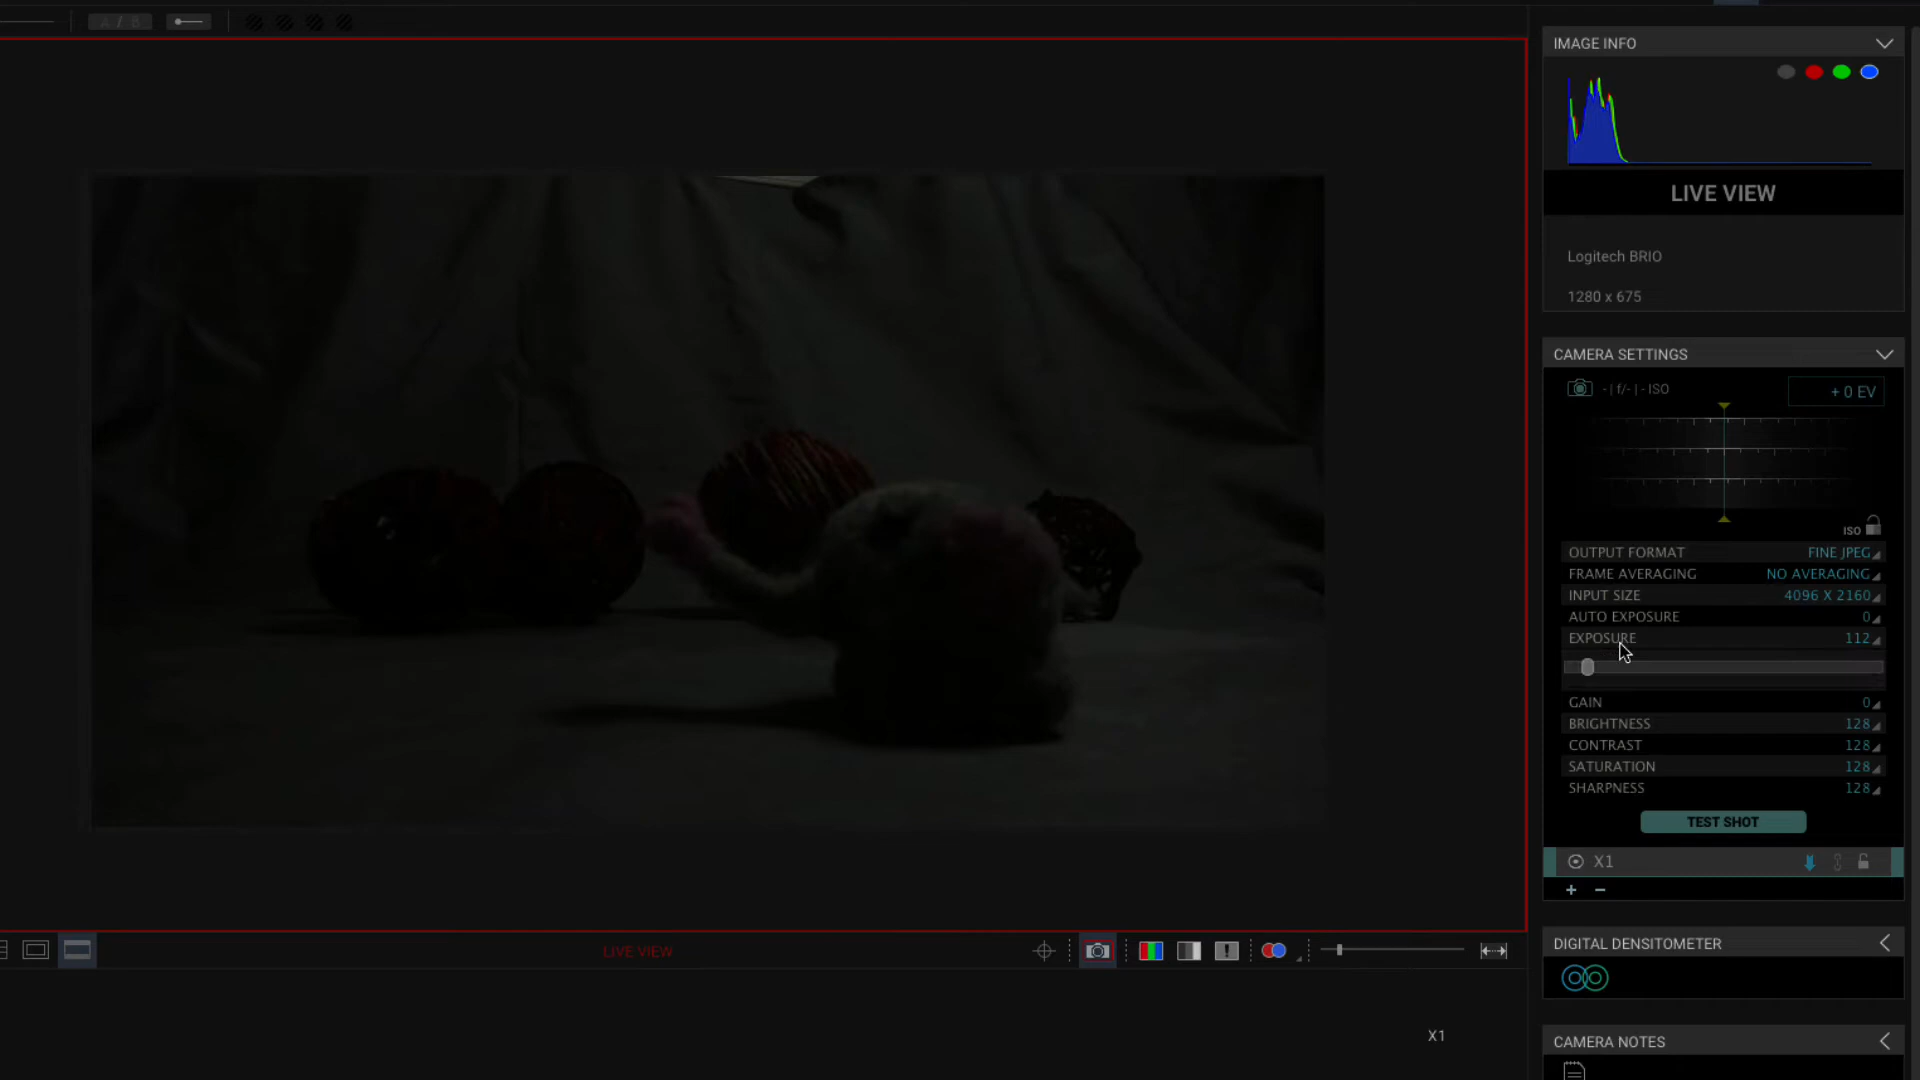 A / B
IMAGE INFO
LIVE VIEW
Logitech BRIO
1280 x 675
CAMERA SETTINGS
- | f/- | - ISO
+ 0 EV
ISO
OUTPUT FORMAT FINE JPEG
FRAME AVERAGING NO AVERAGING
INPUT SIZE 4096 X 2160
AUTO EXPOSURE 0
EXPOSURE 112
GAIN 0
BRIGHTNESS 128
CONTRAST 128
SATURATION 128
SHARPNESS 128
TEST SHOT
X1
+ −
LIVE VIEW
DIGITAL DENSITOMETER
X1
CAMERA NOTES